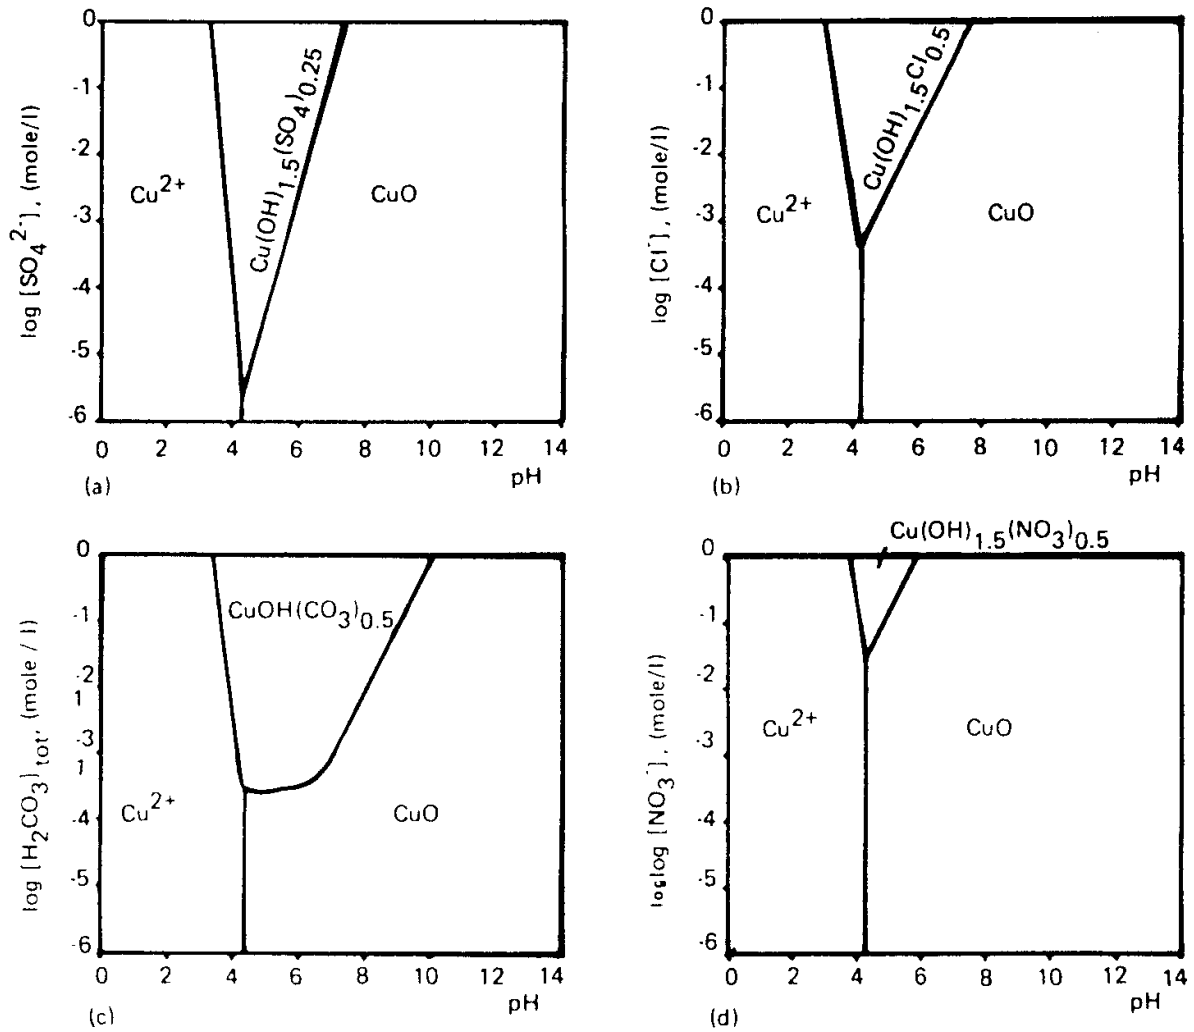 0
-1
-2
-3
-4
-5
-6
log [SO₄²⁻], (mole/l)
Cu²⁺
Cu(OH)₁.₅(SO₄)₀.₂₅
CuO
0 2 4 6 8 10 12 14
pH
(a)
0
-1
-2
-3
-4
-5
-6
log [Cl⁻], (mole/l)
Cu²⁺
Cu(OH)₁.₅Cl₀.₅
CuO
0 2 4 6 8 10 12 14
pH
(b)
0
-1
-2
1
-3
1
-4
-5
-6
log [H₂CO₃)tot, (mole / l)
CuOH(CO₃)₀.₅
Cu²⁺
CuO
0 2 4 6 8 10 12 14
pH
(c)
Cu(OH)₁.₅(NO₃)₀.₅
0
-1
-2
-3
-4
-5
-6
loglog [NO₃⁻], (mole/l)
Cu²⁺
CuO
0 2 4 6 8 10 12 14
pH
(d)